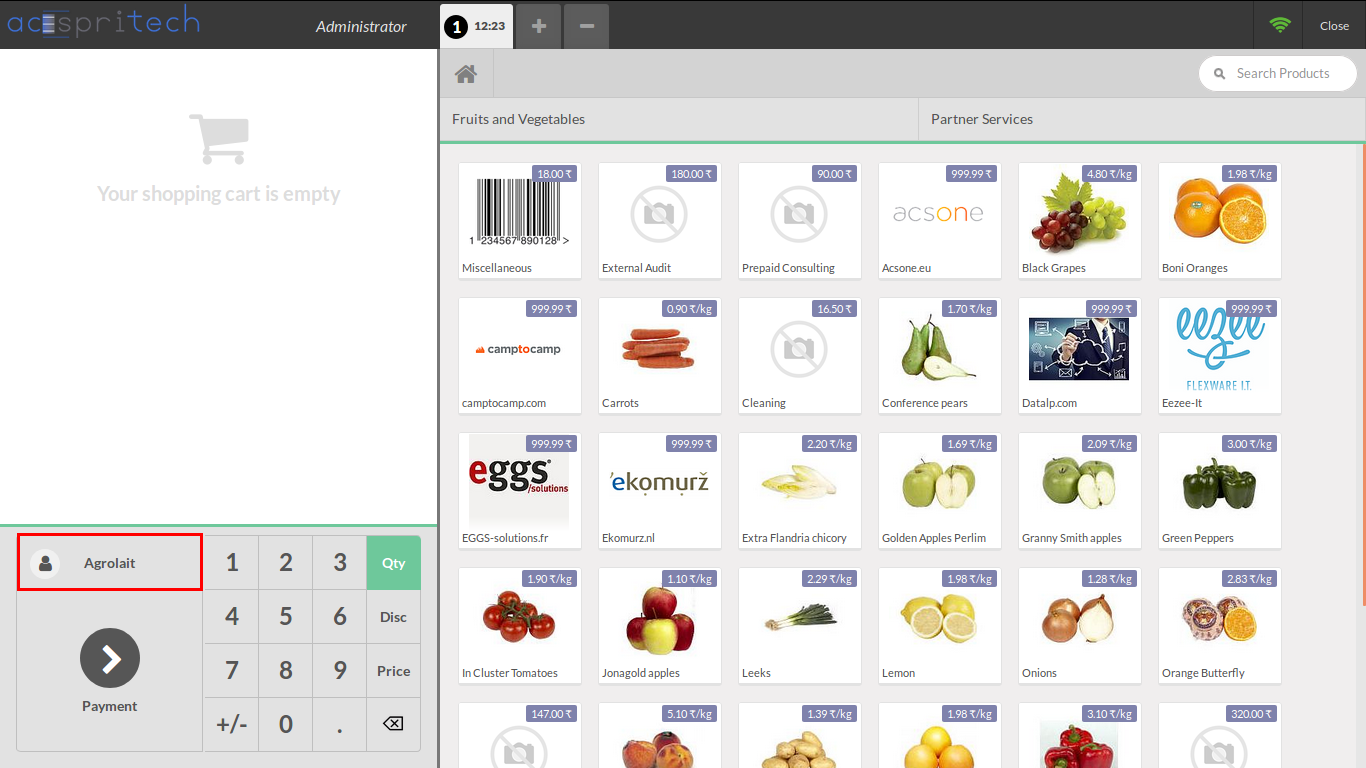 acespritech
Administrator
1 12:23
Close
Search Products
Fruits and Vegetables
Partner Services
Your shopping cart is empty
18.00 ₹
180.00 ₹
90.00 ₹
999.99 ₹
4.80 ₹/kg
1.98 ₹/kg
acsone
1 234567 890128 >
Miscellaneous
External Audit
Prepaid Consulting
Acsone.eu
Black Grapes
Boni Oranges
999.99 ₹
0.90 ₹/kg
16.50 ₹
1.70 ₹/kg
999.99 ₹
999.99 ₹
eezee
camptocamp
FLEXWARE I.T.
camptocamp.com
Carrots
Cleaning
Conference pears
Datalp.com
Eezee-It
999.99 ₹
999.99 ₹
2.20 ₹/kg
1.69 ₹/kg
2.09 ₹/kg
3.00 ₹/kg
eggs
/solutions
ekomurž
EGGS-solutions.fr
Ekomurz.nl
Extra Flandria chicory
Golden Apples Perlim
Granny Smith apples
Green Peppers
1.90 ₹/kg
1.10 ₹/kg
2.29 ₹/kg
1.98 ₹/kg
1.28 ₹/kg
2.83 ₹/kg
In Cluster Tomatoes
Jonagold apples
Leeks
Lemon
Onions
Orange Butterfly
147.00 ₹
5.10 ₹/kg
1.39 ₹/kg
1.98 ₹/kg
3.10 ₹/kg
320.00 ₹
Agrolait
Payment
1 2 3 Qty
4 5 6 Disc
7 8 9 Price
+/- 0 .